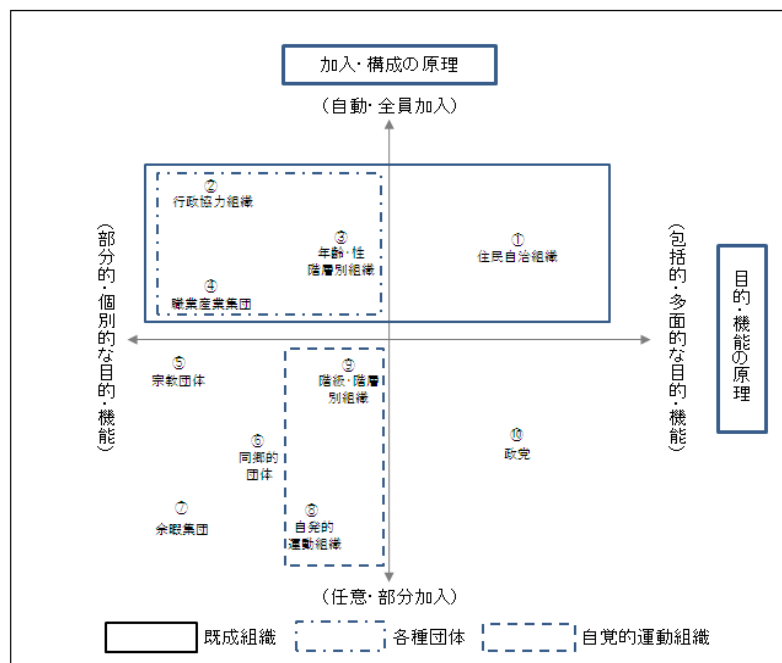 加入・構成の原理
(自動・全員加入)
②
行政協力組織
③
年齢・性
階層別組織
①
住民自治組織
④
職業産業集団
(部分的・個別的な目的・機能)
(包括的・多面的な目的・機能)
目的・機能の原理
⑤
宗教団体
⑨
階級・階層
別組織
⑥
同郷的
団体
⑩
政党
⑦
余暇集団
⑧
自発的
運動組織
(任意・部分加入)
既成組織
各種団体
自覚的運動組織